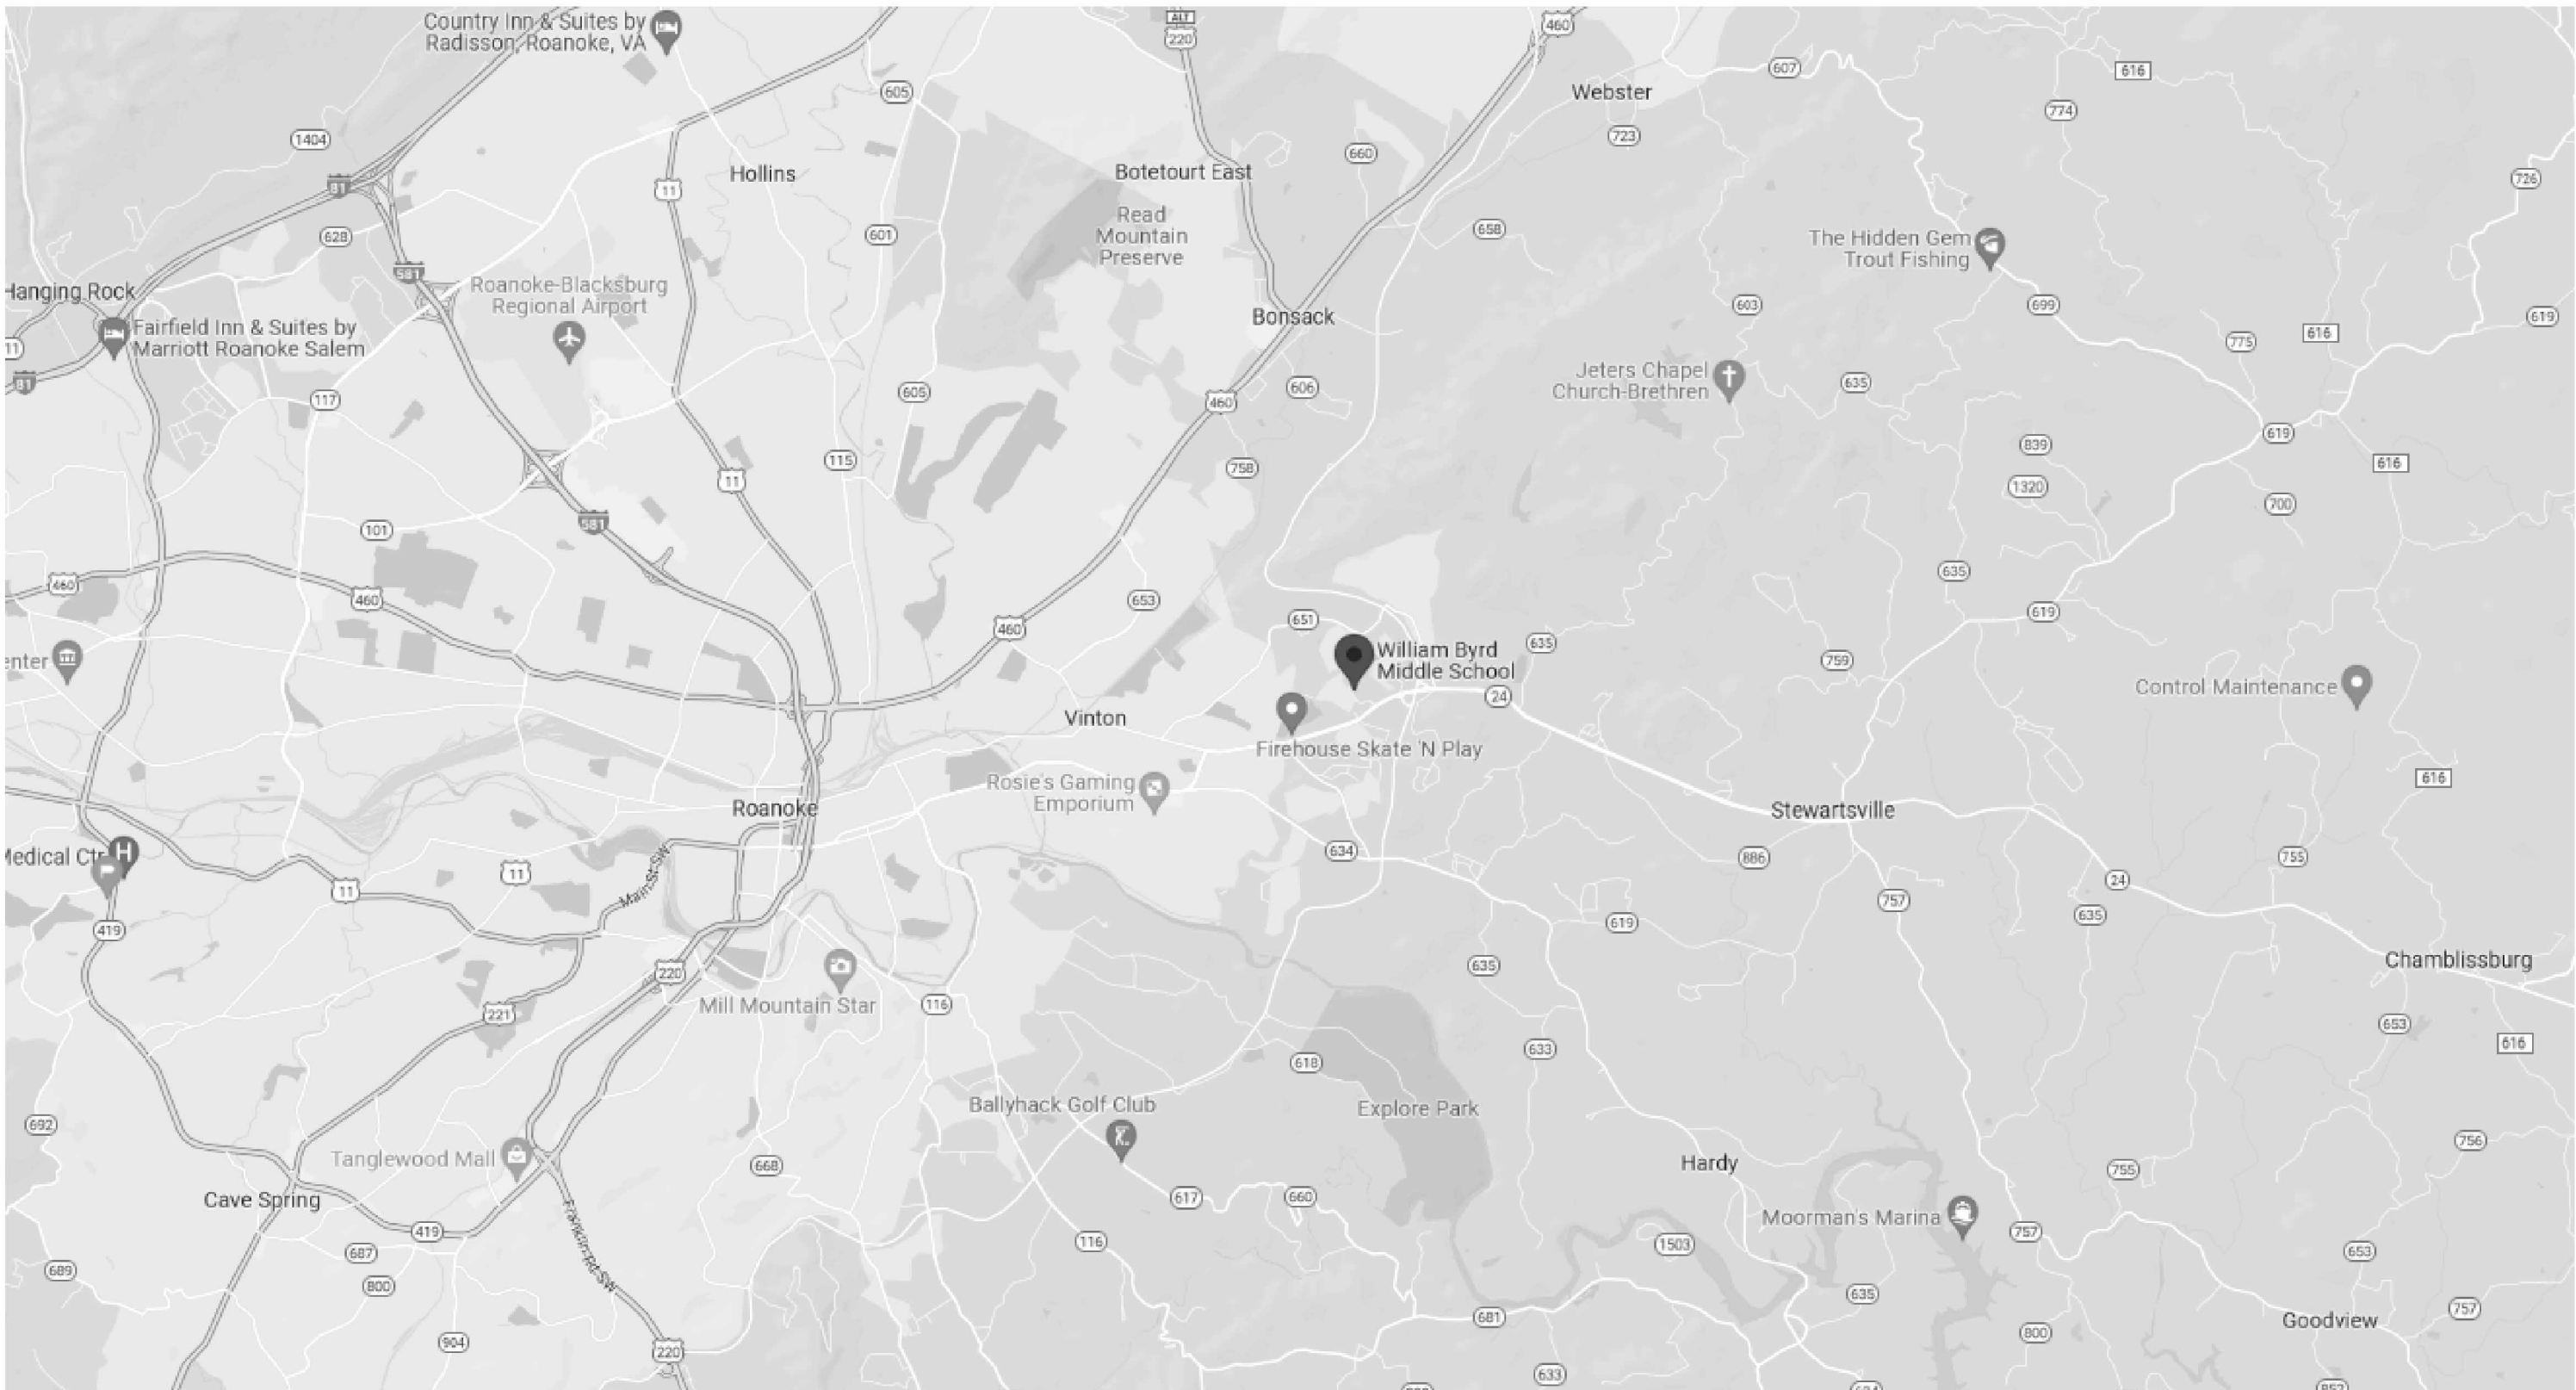 Country Inn & Suites by
Radisson, Roanoke, VA
ALT
220
460
Webster
607
616
605
774
1404
723
660
81
Hollins
11
Botetourt East
726
Read
Mountain
Preserve
628
601
658
The Hidden Gem
Trout Fishing
581
Roanoke-Blacksburg
Regional Airport
Hanging Rock
603
699
Bonsack
619
Fairfield Inn & Suites by
Marriott Roanoke Salem
616
775
11
81
Jeters Chapel
Church-Brethren
635
606
605
117
460
619
839
115
758
616
11
1320
700
581
101
635
460
460
653
619
651
460
William Byrd
Middle School
635
759
enter
24
Control Maintenance
Vinton
Firehouse Skate 'N Play
616
Rosie's Gaming
Emporium
Roanoke
Stewartsville
634
886
755
Medical Ctr
11
11
Main St SW
24
757
635
619
419
Chamblissburg
635
220
Mill Mountain Star
116
221
653
616
633
618
Ballyhack Golf Club
Explore Park
692
756
Tanglewood Mall
668
Hardy
755
Cave Spring
617
660
Moorman's Marina
419
757
116
1503
687
653
689
800
Franklin Rd SW
635
757
681
Goodview
904
220
800
633